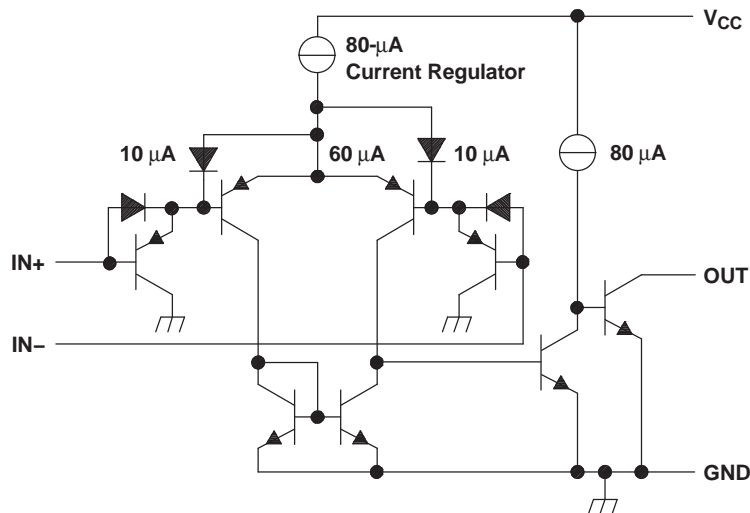 V_CC
80-μA
Current Regulator
10 μA
60 μA
10 μA
80 μA
IN+
OUT
IN−
GND